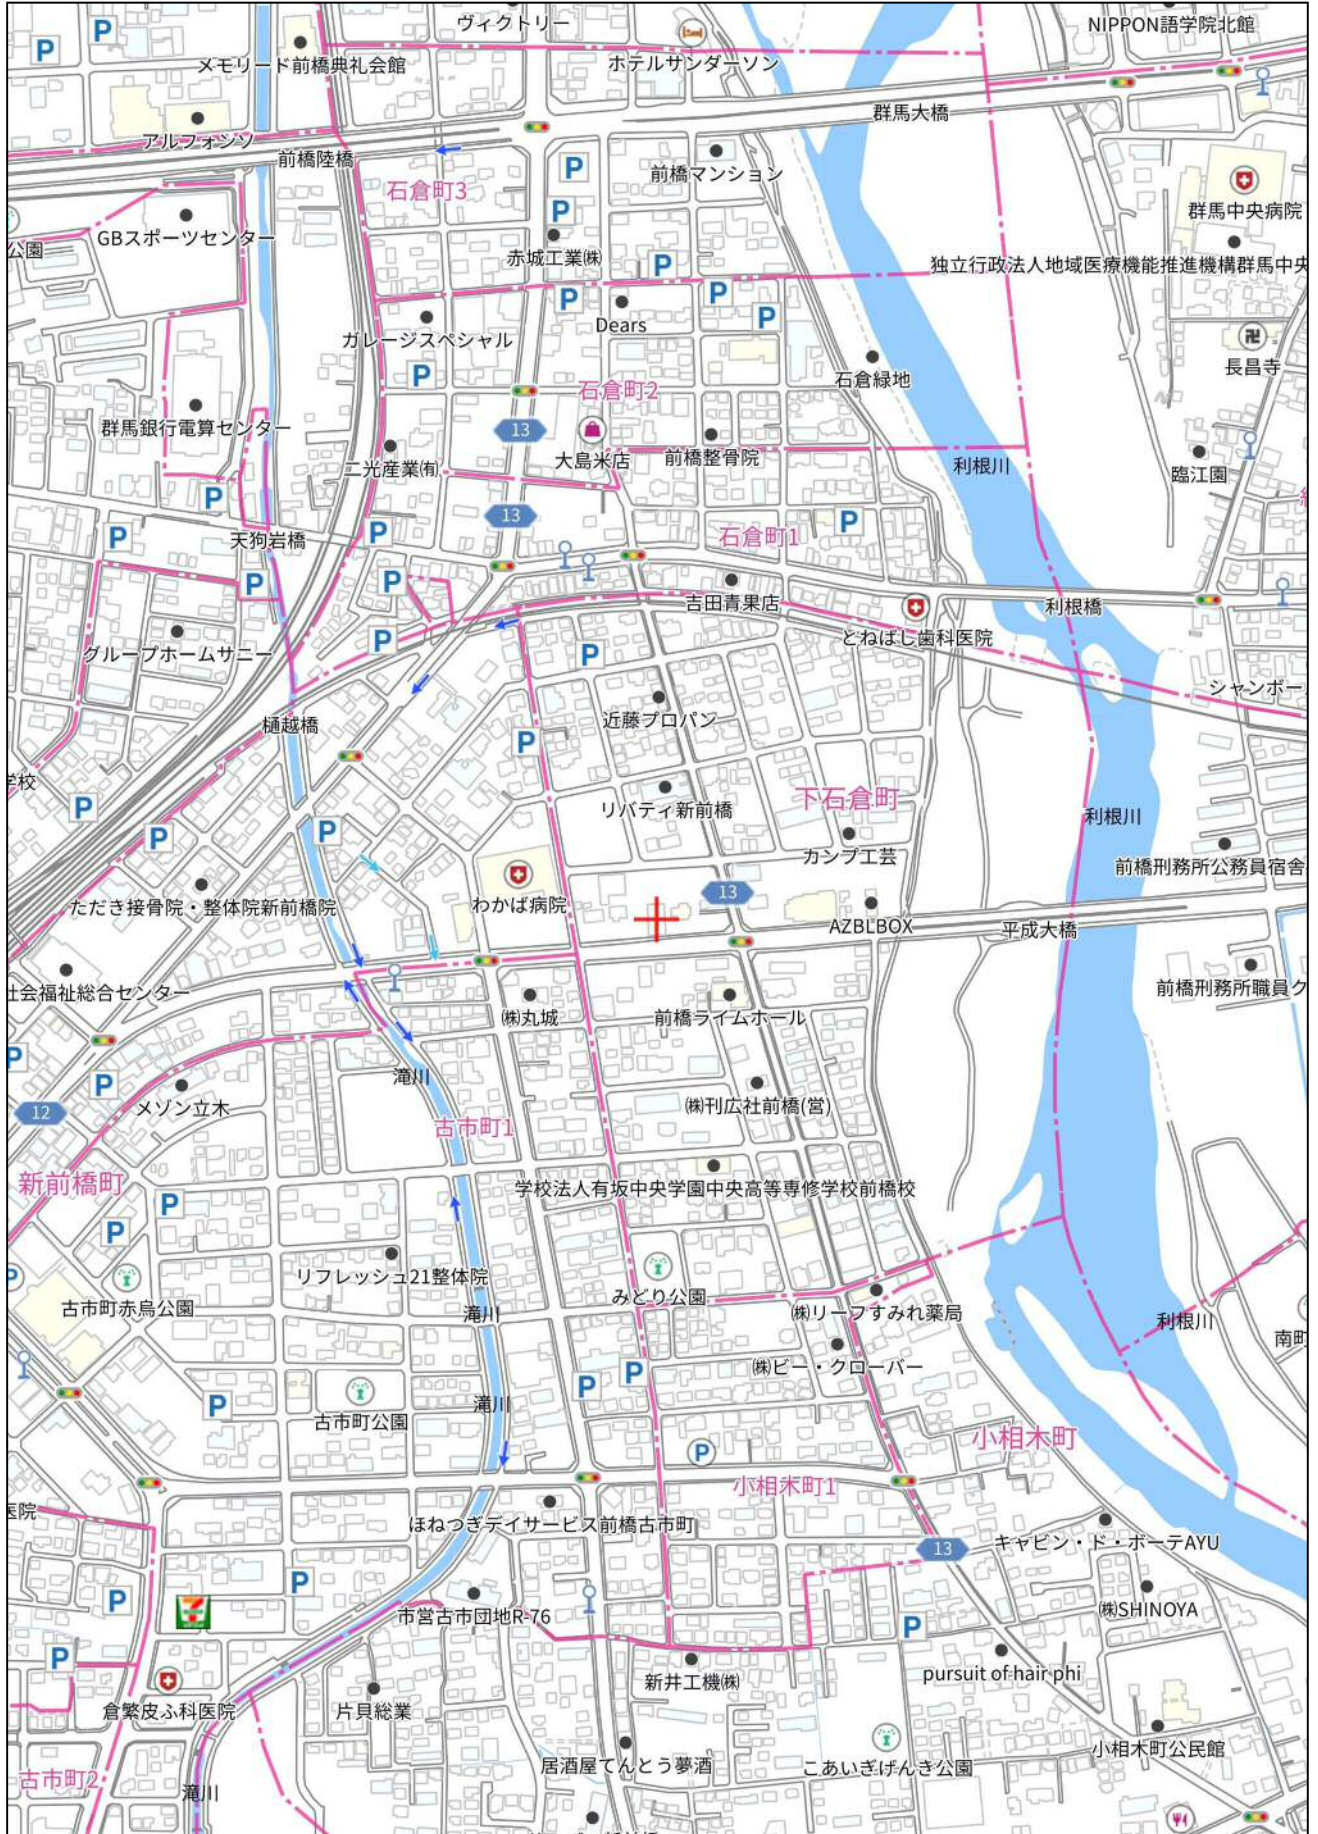 ヴィクトリー
NIPPON語学院北館
P
P
メモリード前橋典礼会館
ホテルサンダーソン
アルフォンソ
群馬大橋
前橋陸橋
P
前橋マンション
石倉町3
P
群馬中央病院
GBスポーツセンター
公園
赤城工業㈱
P
独立行政法人地域医療機能推進機構群馬中央
P
P
P
Dears
ガレージスペシャル
長昌寺
P
石倉緑地
石倉町2
群馬銀行電算センター
13
大島米店
前橋整骨院
二光産業㈲
利根川
臨江園
P
13
P
P
P
石倉町1
天狗岩橋
P
P
吉田青果店
利根橋
P
とねばし歯科医院
グループホームサニー
P
シャンボー
樋越橋
近藤プロパン
P
学校
P
P
P
リバティ新前橋
下石倉町
利根川
カンプ工芸
前橋刑務所公務員宿舎
ただき接骨院・整体院新前橋院
わかば病院
13
AZBLBOX
平成大橋
社会福祉総合センター
㈱丸城
前橋ライムホール
前橋刑務所職員ク
P
P
滝川
12
メゾン立木
㈱刊広社前橋(営)
古市町1
新前橋町
P
学校法人有坂中央学園中央高等専修学校前橋校
P
P
リフレッシュ21整体院
古市町赤烏公園
滝川
みどり公園
㈱リーフすみれ薬局
利根川
南町
P
P
㈱ビー・クローバー
P
古市町公園
滝川
小相木町
P
小相木町1
医院
ほねつぎデイサービス前橋古市町
13
キャビン・ド・ボーテAYU
P
P
市営古市団地R-76
㈱SHINOYA
P
P
新井工機㈱
pursuit of hair phi
倉繁皮ふ科医院
片貝総業
小相木町公民館
居酒屋てんとう夢酒
こあいぎげんき公園
古市町2
滝川